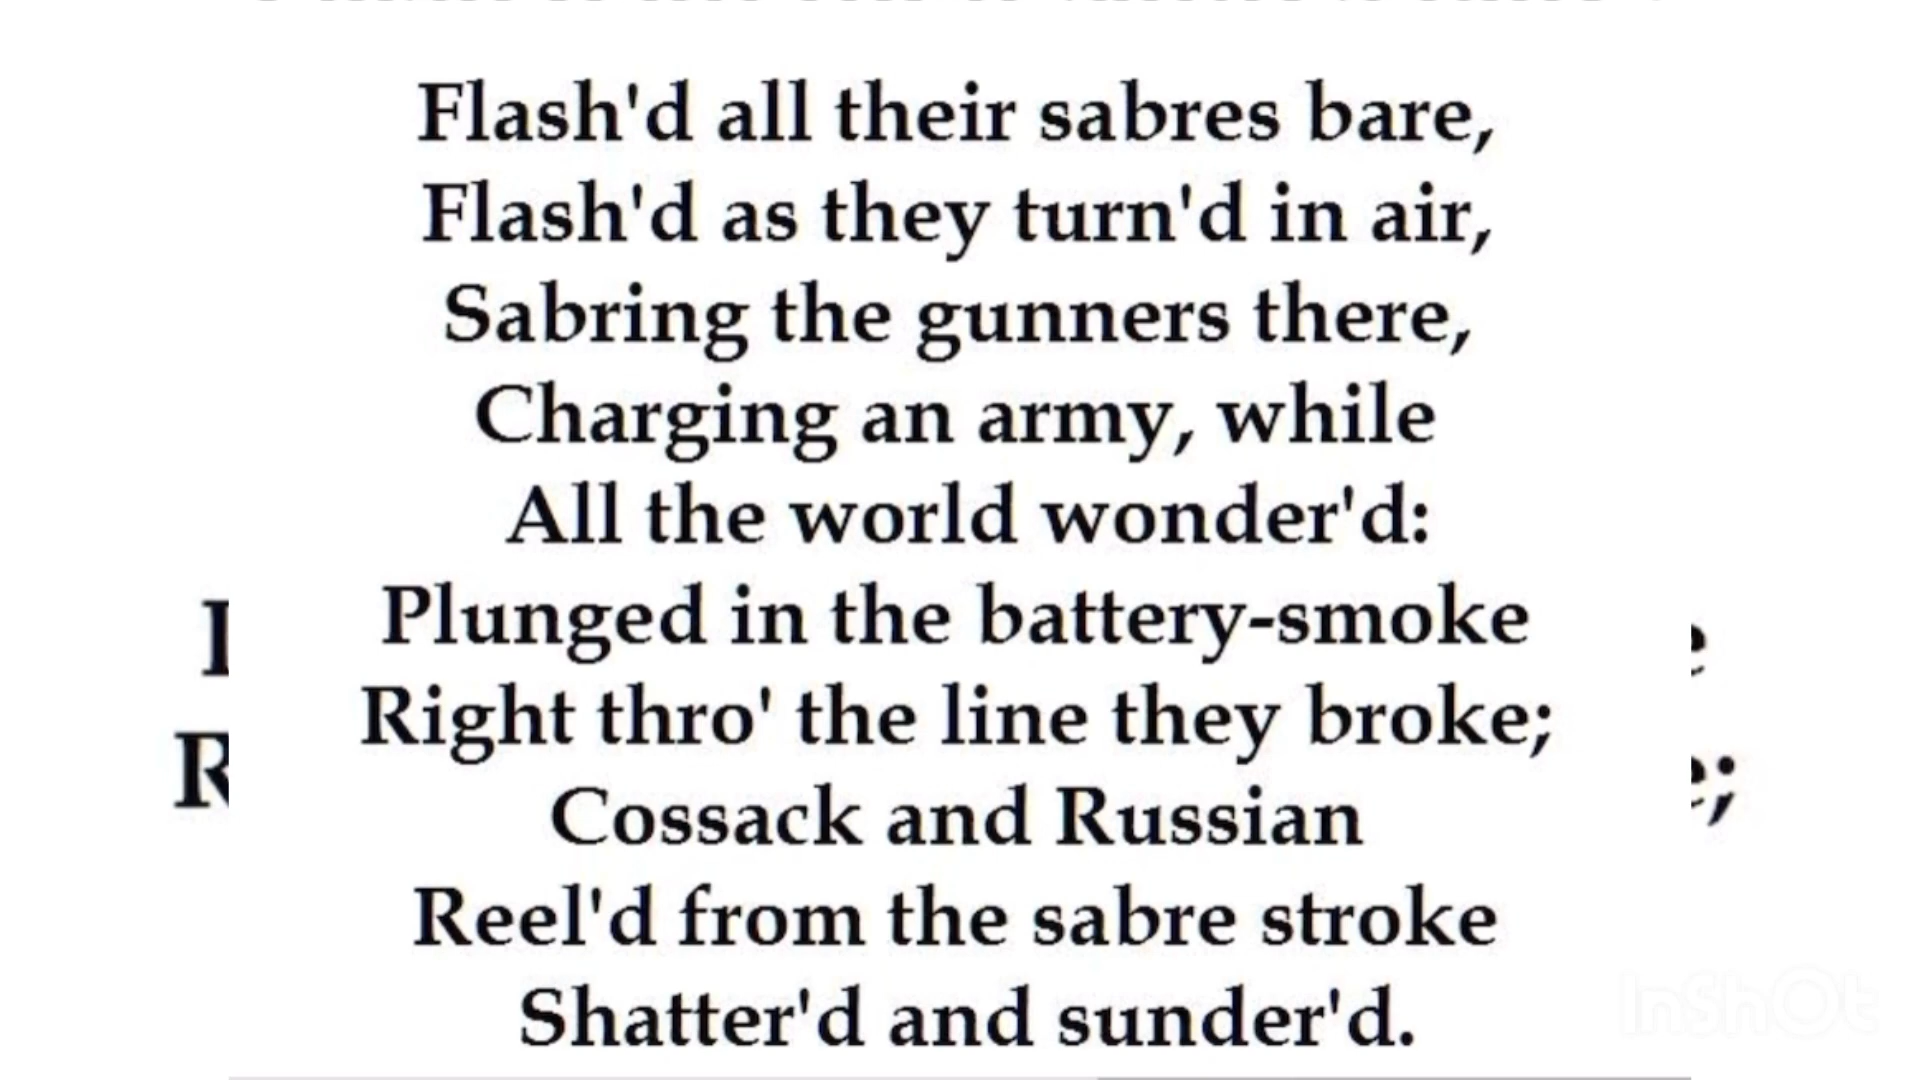 Flash'd all their sabres bare,
Flash'd as they turn'd in air,
Sabring the gunners there,
Charging an army, while
All the world wonder'd:
Plunged in the battery-smoke
Right thro' the line they broke;
Cossack and Russian
Reel'd from the sabre stroke
Shatter'd and sunder'd.
InShOt